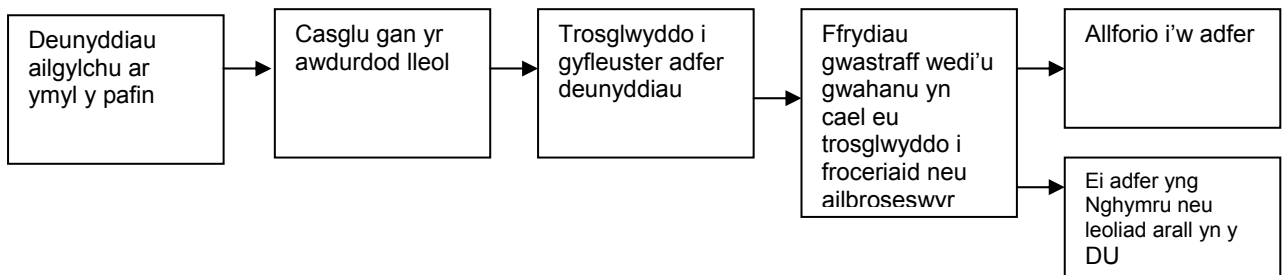 Deunyddiau
ailgylchu ar
ymyl y pafin
Casglu gan yr
awdurdod lleol
Trosglwyddo i
gyfleuster adfer
deunyddiau
Ffrydiau
gwastraff wedi'u
gwahanu yn
cael eu
trosglwyddo i
froceriaid neu
ailbroseswyr
Allforio i'w adfer
Ei adfer yng
Nghymru neu
leoliad arall yn y
DU